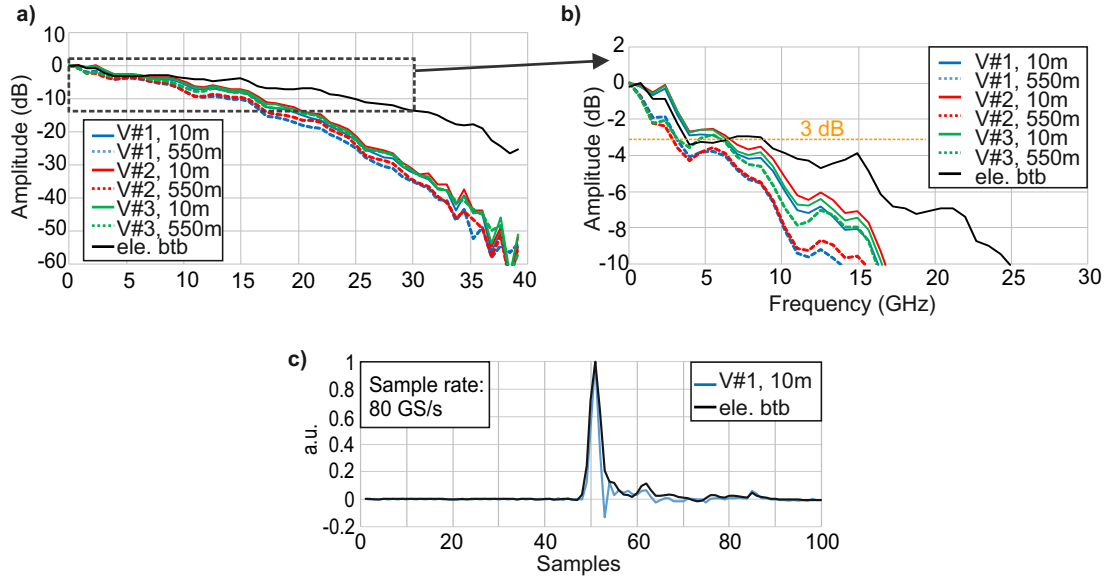 a)
Amplitude (dB)
10
0
-10
-20
-30
-40
-50
-60
0
5
10
15
20
25
30
35
40
V#1, 10m
V#1, 550m
V#2, 10m
V#2, 550m
V#3, 10m
V#3, 550m
ele. btb
b)
Amplitude (dB)
2
0
-2
-4
-6
-8
-10
0
5
10
15
20
25
30
Frequency (GHz)
3 dB
V#1, 10m
V#1, 550m
V#2, 10m
V#2, 550m
V#3, 10m
V#3, 550m
ele. btb
c)
a.u.
1
0.8
0.6
0.4
0.2
0
-0.2
0
20
40
60
80
100
Samples
Sample rate:
80 GS/s
V#1, 10m
ele. btb